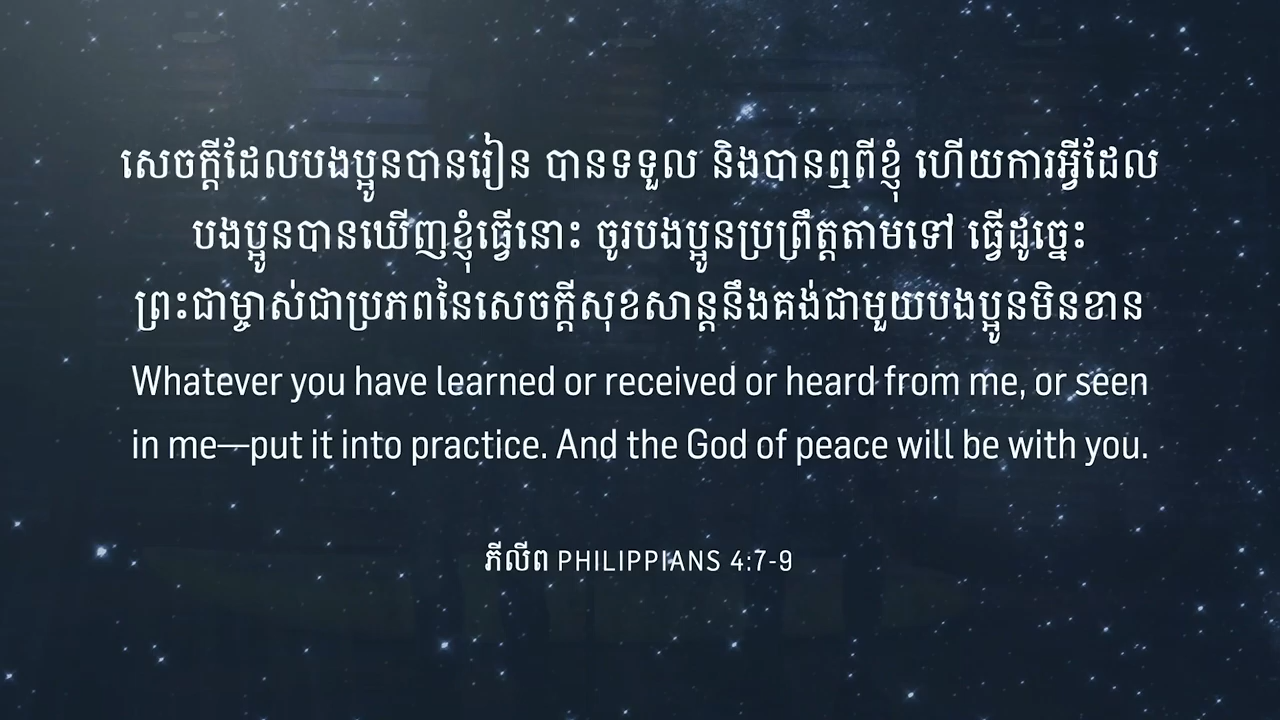 សេចក្ដីដែលបងប្អូនបានរៀន បានទទួល និងបានឮពីខ្ញុំ ហើយការអ្វីដែល
បងប្អូនបានឃើញខ្ញុំធ្វើនោះ ចូរបងប្អូនប្រព្រឹត្តតាមទៅ ធ្វើដូច្នេះ
ព្រះជាម្ចាស់ជាប្រភពនៃសេចក្ដីសុខសាន្តនឹងគង់ជាមួយបងប្អូនមិនខាន
Whatever you have learned or received or heard from me, or seen
in me—put it into practice. And the God of peace will be with you.
ភីលីព PHILIPPIANS 4:7-9